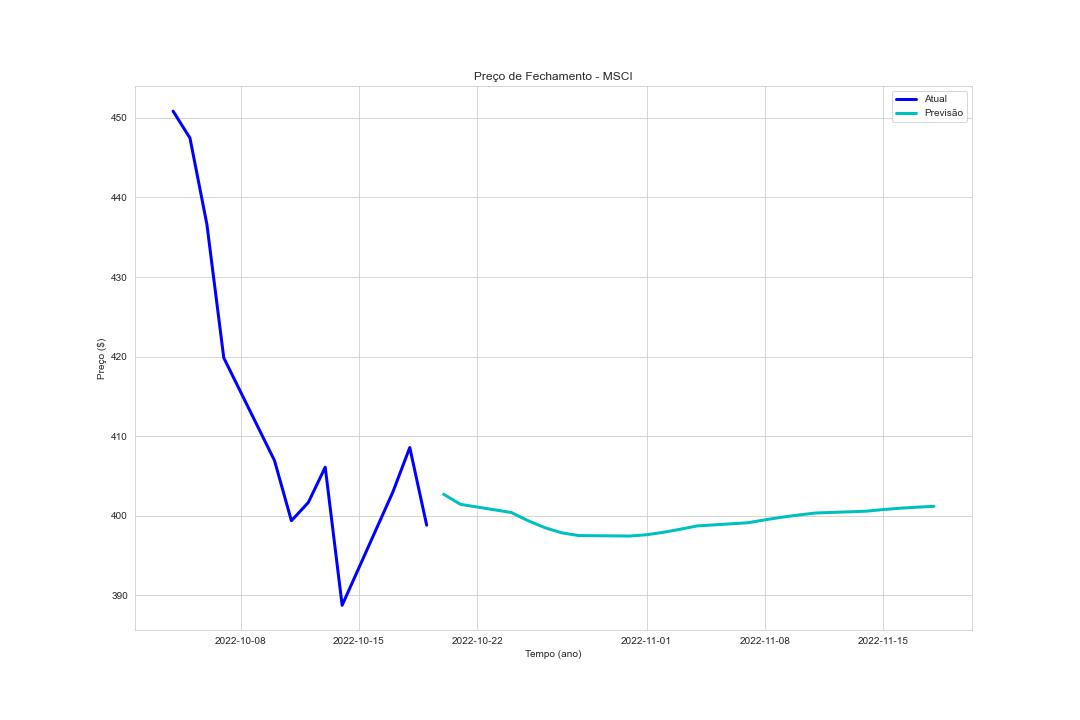 Preço de Fechamento - MSCI
Atual
Previsão
Preço ($)
450
440
430
420
410
400
390
2022-10-08
2022-10-15
2022-10-22
2022-11-01
2022-11-08
2022-11-15
Tempo (ano)